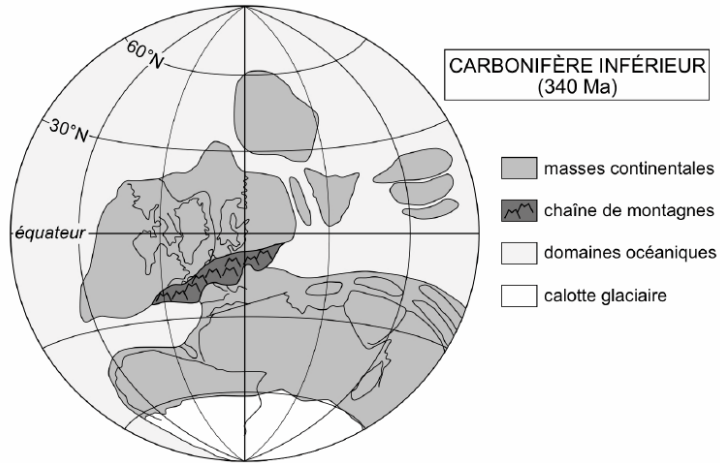 60°N
CARBONIFÈRE INFÉRIEUR
(340 Ma)
30°N
masses continentales
chaîne de montagnes
équateur
domaines océaniques
calotte glaciaire